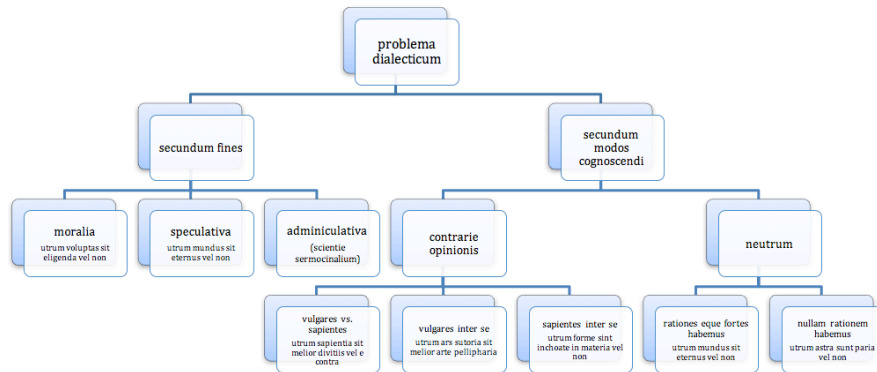 problema
dialecticum
secundum fines
secundum
modos
cognoscendi
moralia
utrum voluptas sit
eligenda vel non
speculativa
utrum mundus sit
eternus vel non
adminiculativa
(scientie
sermocinalium)
contrarie
opinionis
neutrum
vulgares vs.
sapientes
utrum sapientia sit
melior divitiis vel e
contra
vulgares inter se
utrum ars sutoria sit
melior arte pellipharia
sapientes inter se
utrum forme sint
inchoate in materia vel
non
rationes eque fortes
habemus
utrum mundus sit
eternus vel non
nullam rationem
habemus
utrum astra sunt paria
vel non